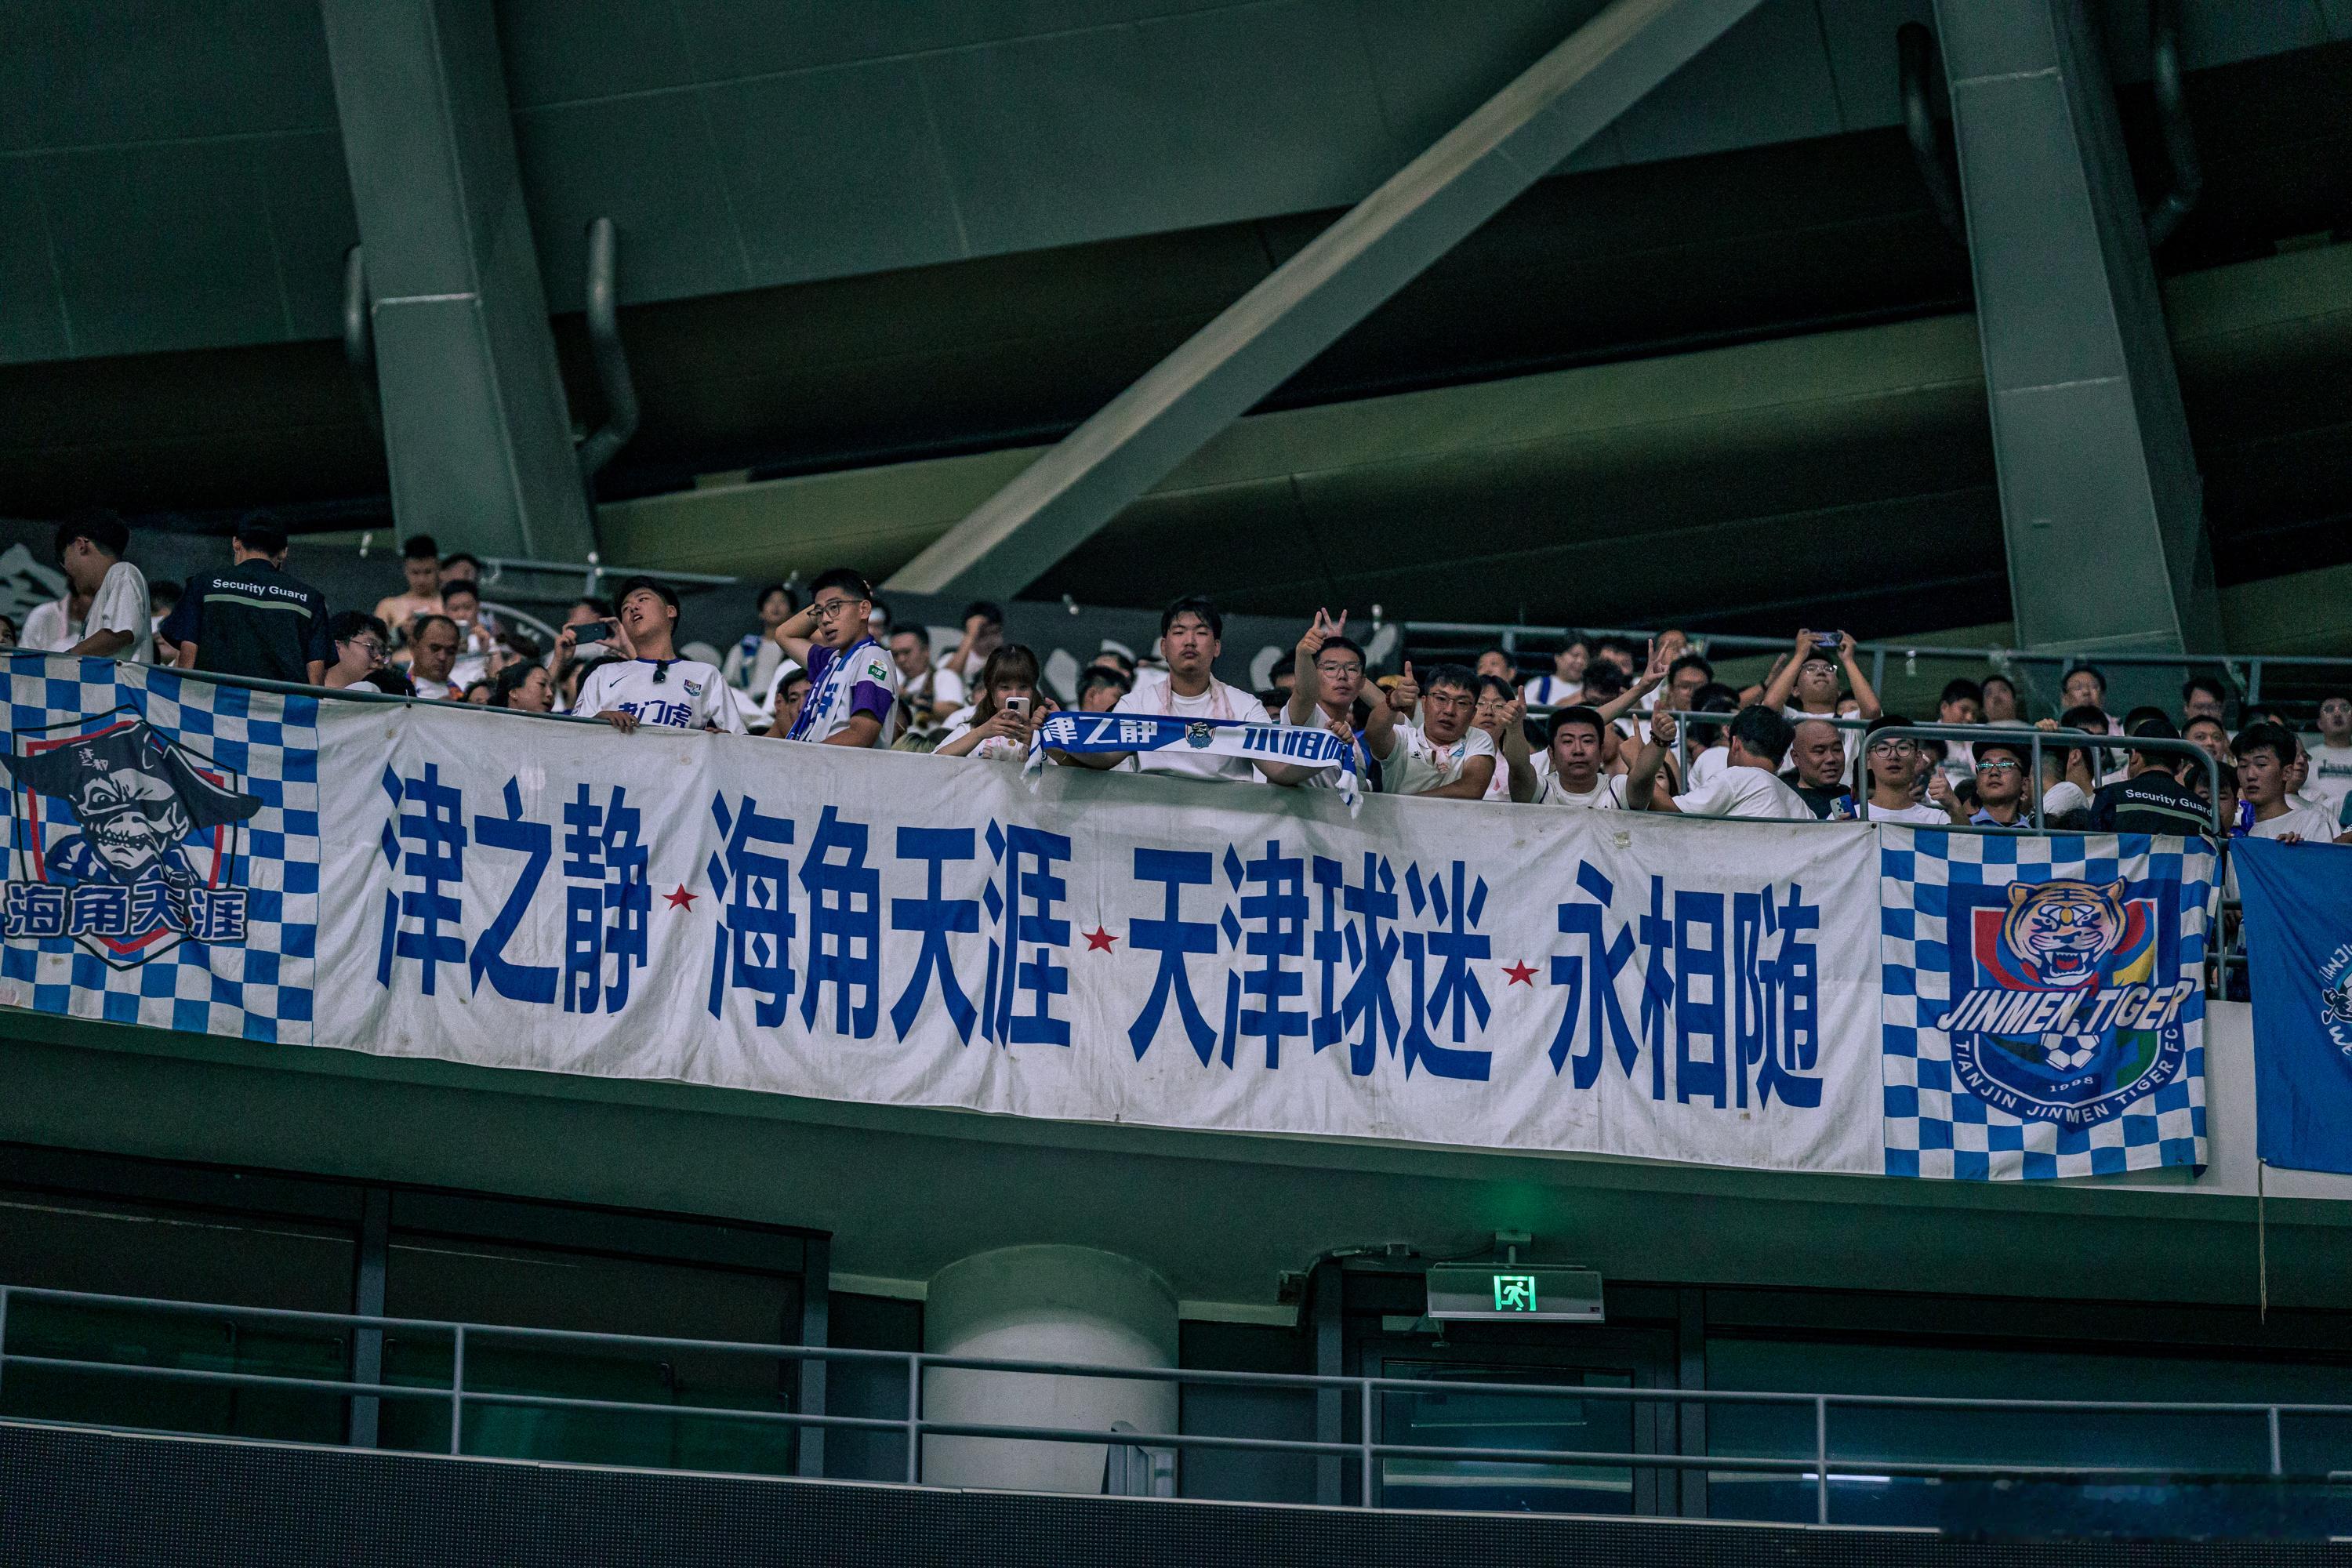 Security Guard
门虎
津之静
永相随
Security Guard
津之静★海角天涯★天津球迷★永相随
海角天涯
JINMEN TIGER
1998
TIANJIN JINMEN TIGER FC